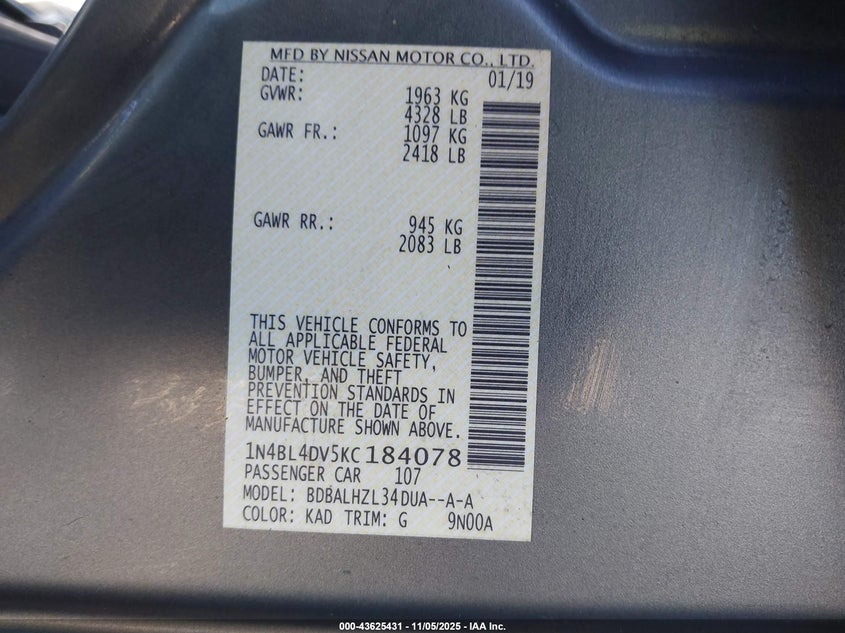 MFD BY NISSAN MOTOR CO., LTD.
DATE: 01/19
GVWR: 1963 KG
4328 LB
GAWR FR.: 1097 KG
2418 LB
GAWR RR.: 945 KG
2083 LB
THIS VEHICLE CONFORMS TO
ALL APPLICABLE FEDERAL
MOTOR VEHICLE SAFETY,
BUMPER, AND THEFT
PREVENTION STANDARDS IN
EFFECT ON THE DATE OF
MANUFACTURE SHOWN ABOVE.
1N4BL4DV5KC184078
PASSENGER CAR 107
MODEL: BDBALHZL34DUA--A-A
COLOR: KAD TRIM: G 9N00A
000-43625431 - 11/05/2025 - IAA Inc.